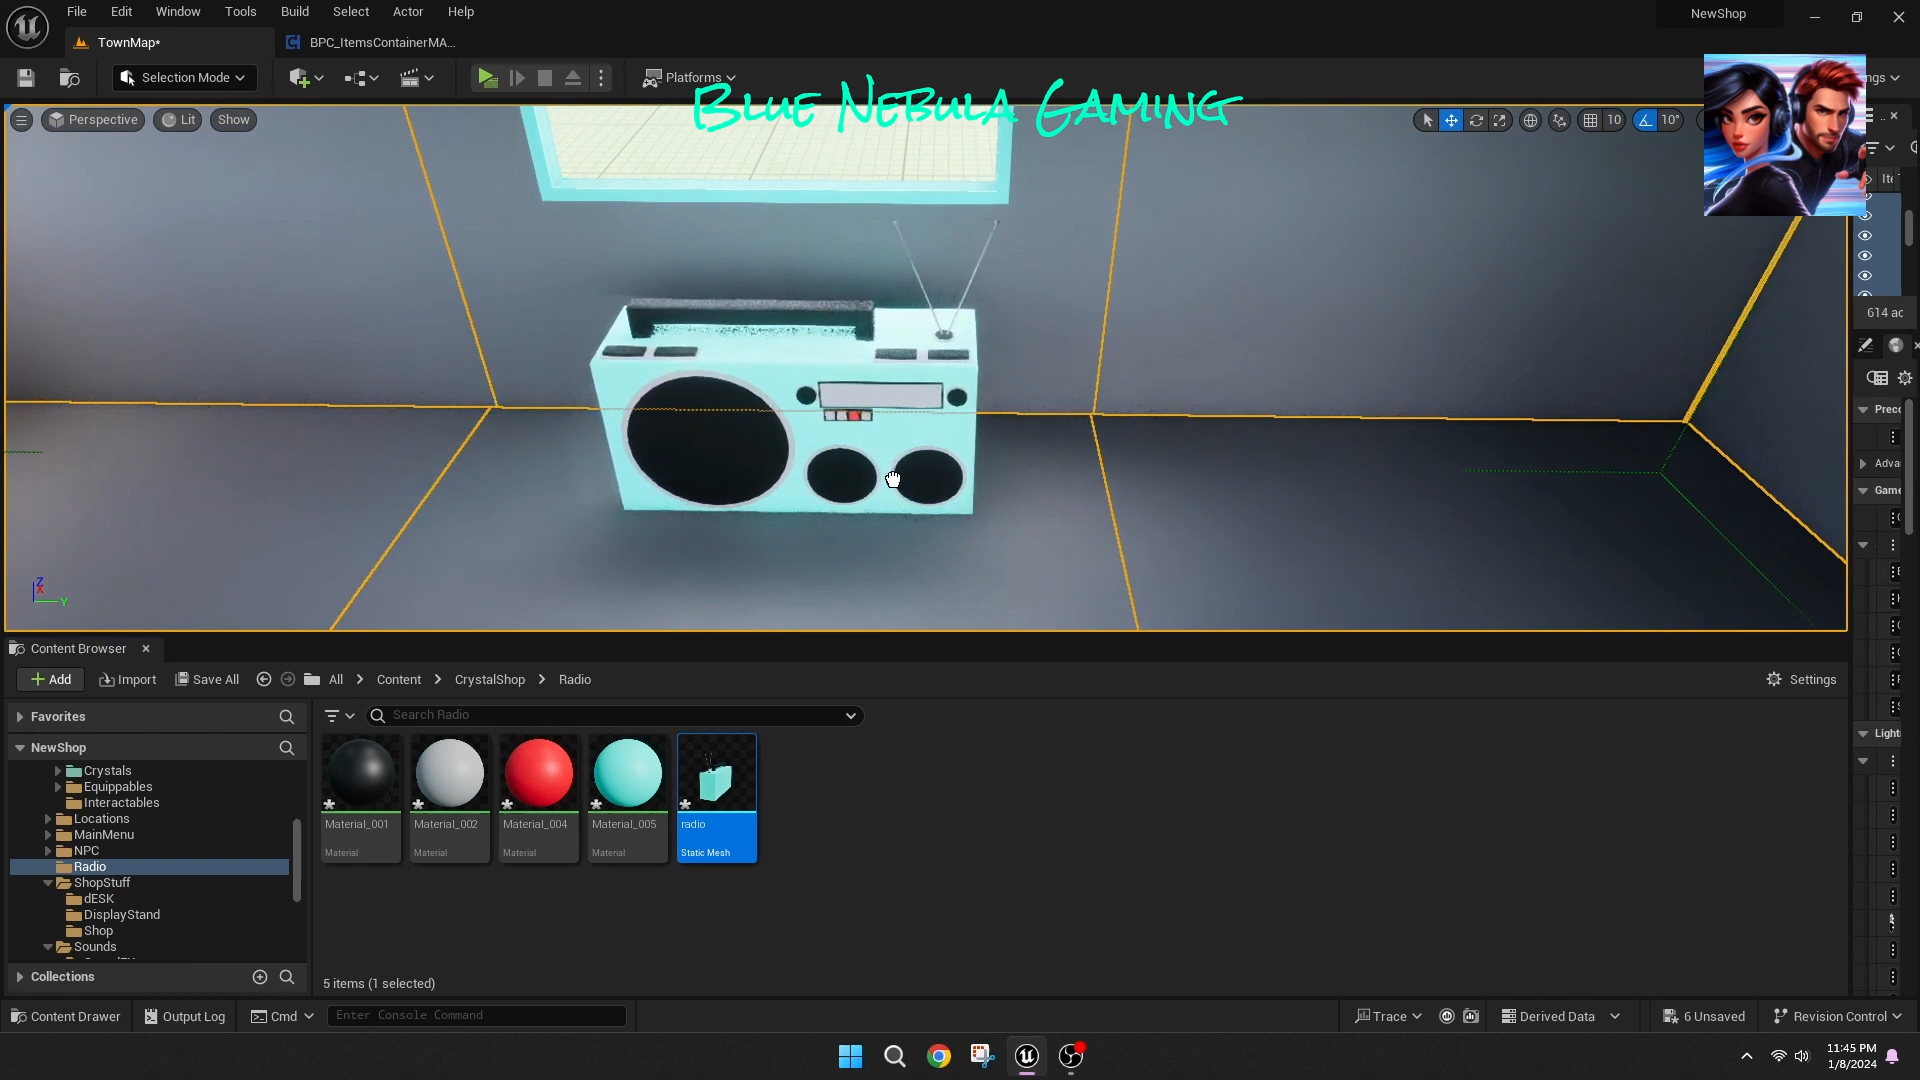 File Edit Window Tools Build Select Actor Help
NewShop
TownMap*
BPC_ItemsContainerMA...
Selection Mode
Platforms
Blue Nebula Gaming
Perspective
Lit
Show
10
10°
614 ac
Prec
Adva
Game
Light
Content Browser
Add
Import
Save All
All
Content
CrystalShop
Radio
Settings
Favorites
Search Radio
NewShop
Crystals
Equippables
Interactables
Locations
MainMenu
NPC
Radio
ShopStuff
dESK
DisplayStand
Shop
Sounds
Collections
Material_001
Material
Material_002
Material
Material_004
Material
Material_005
Material
radio
Static Mesh
5 items (1 selected)
Content Drawer
Output Log
Cmd
Enter Console Command
Trace
Derived Data
6 Unsaved
Revision Control
11:45 PM
1/8/2024